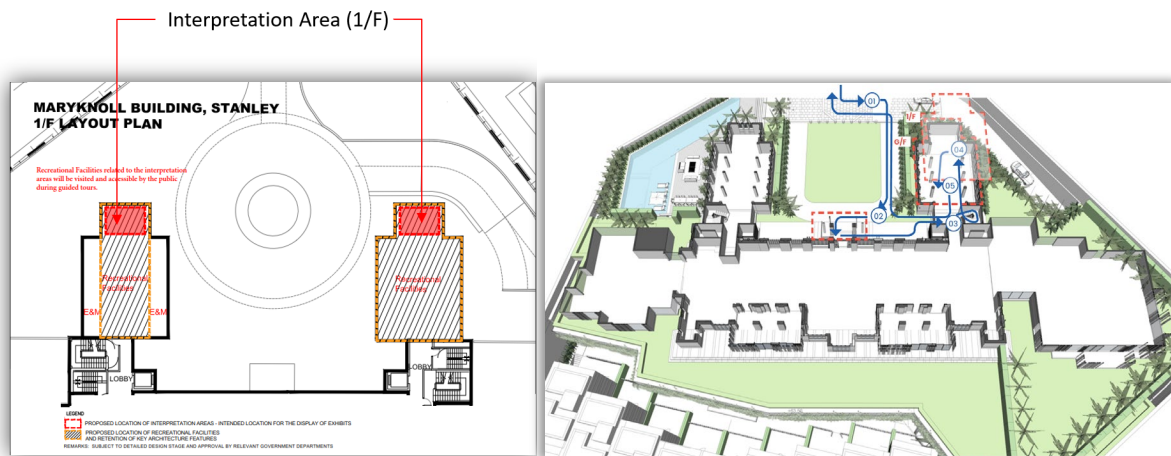 Interpretation Area (1/F)
MARYKNOLL BUILDING, STANLEY
1/F LAYOUT PLAN
Recreational Facilities related to the interpretation
areas will be visited and accessible by the public
during guided tours.
Recreational
Facilities
Recreational
Facilities
E&M
E&M
LOBBY
LOBBY
LEGEND
PROPOSED LOCATION OF INTERPRETATION AREAS - INTENDED LOCATION FOR THE DISPLAY OF EXHIBITS
PROPOSED LOCATION OF RECREATIONAL FACILITIES
AND RETENTION OF KEY ARCHITECTURE FEATURES
REMARKS: SUBJECT TO DETAILED DESIGN STAGE AND APPROVAL BY RELEVANT GOVERNMENT DEPARTMENTS
01
1/F
G/F
04
05
02
03